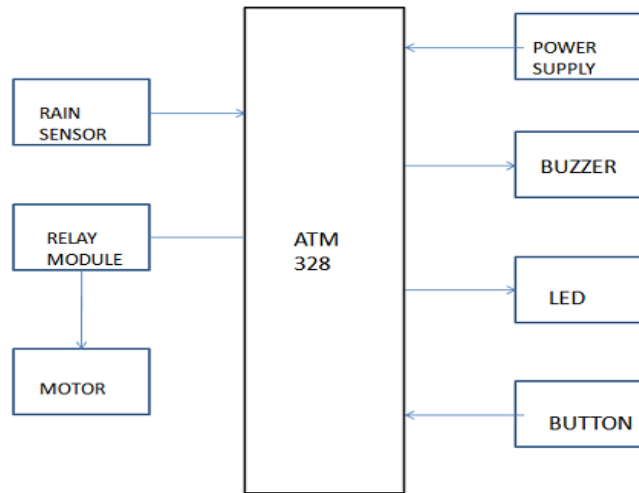 POWER
SUPPLY
RAIN
SENSOR
BUZZER
RELAY
MODULE
ATM
328
LED
MOTOR
BUTTON